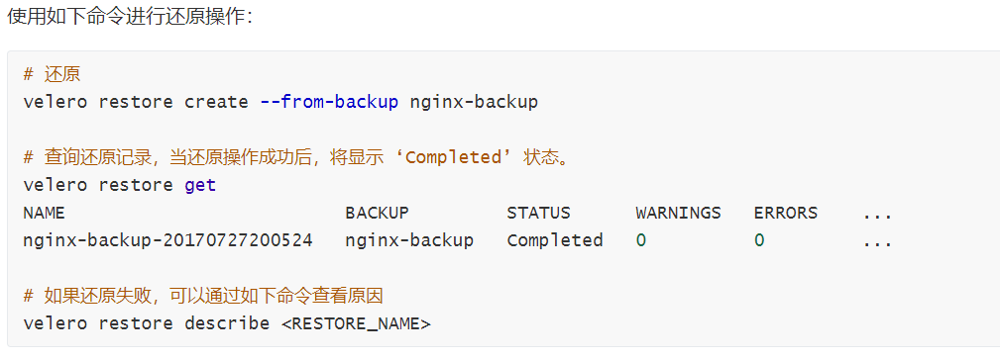 使用如下命令进行还原操作：
# 还原
velero restore create --from-backup nginx-backup
# 查询还原记录，当还原操作成功后，将显示 ‘Completed’ 状态。
velero restore get
NAME BACKUP STATUS WARNINGS ERRORS ...
nginx-backup-20170727200524 nginx-backup Completed 0 0 ...
# 如果还原失败，可以通过如下命令查看原因
velero restore describe <RESTORE_NAME>